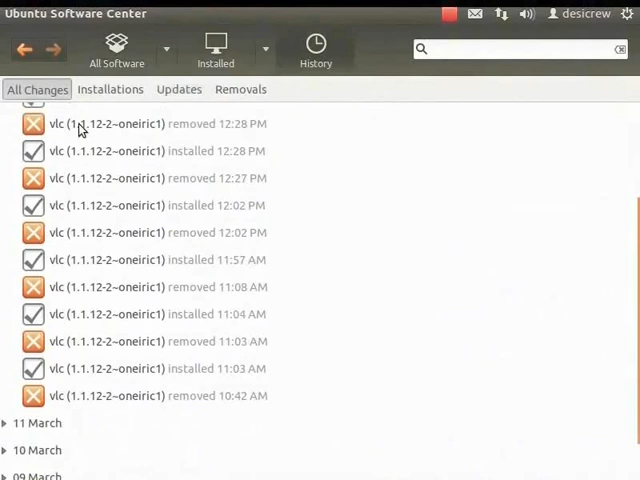 Ubuntu Software Center
desicrew
All Software
Installed
History
All Changes
Installations
Updates
Removals
vlc (1.1.12-2~oneiric1) removed 12:28 PM
vlc (1.1.12-2~oneiric1) installed 12:28 PM
vlc (1.1.12-2~oneiric1) removed 12:27 PM
vlc (1.1.12-2~oneiric1) installed 12:02 PM
vlc (1.1.12-2~oneiric1) removed 12:02 PM
vlc (1.1.12-2~oneiric1) installed 11:57 AM
vlc (1.1.12-2~oneiric1) removed 11:08 AM
vlc (1.1.12-2~oneiric1) installed 11:04 AM
vlc (1.1.12-2~oneiric1) removed 11:03 AM
vlc (1.1.12-2~oneiric1) installed 11:03 AM
vlc (1.1.12-2~oneiric1) removed 10:42 AM
11 March
10 March
09 March